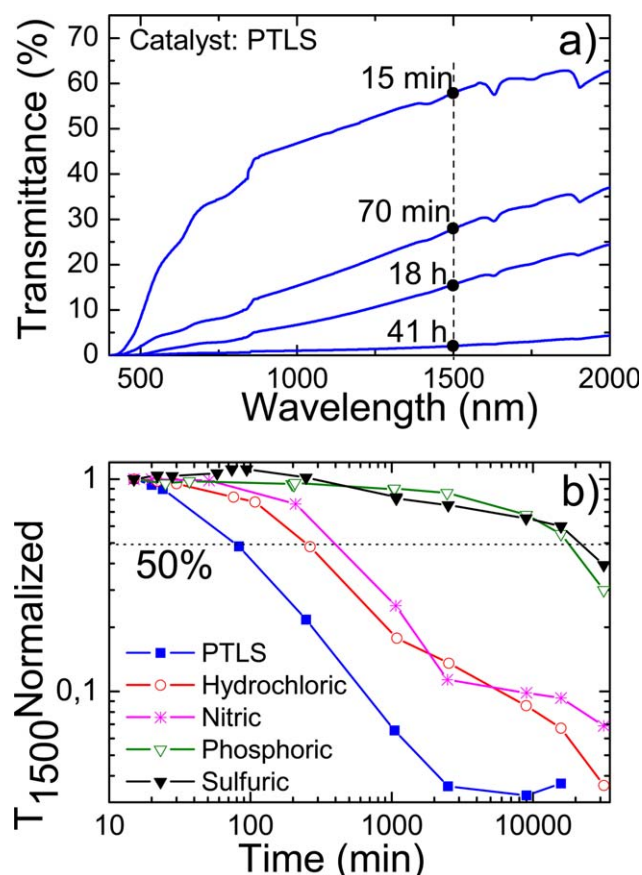 Catalyst: PTLS
a)
Transmittance (%)
70
60
50
40
30
20
10
0
15 min
70 min
18 h
41 h
500
1000
1500
2000
Wavelength (nm)
b)
T1500Normalized
1
0,1
50%
PTLS
Hydrochloric
Nitric
Phosphoric
Sulfuric
10
100
1000
10000
Time (min)